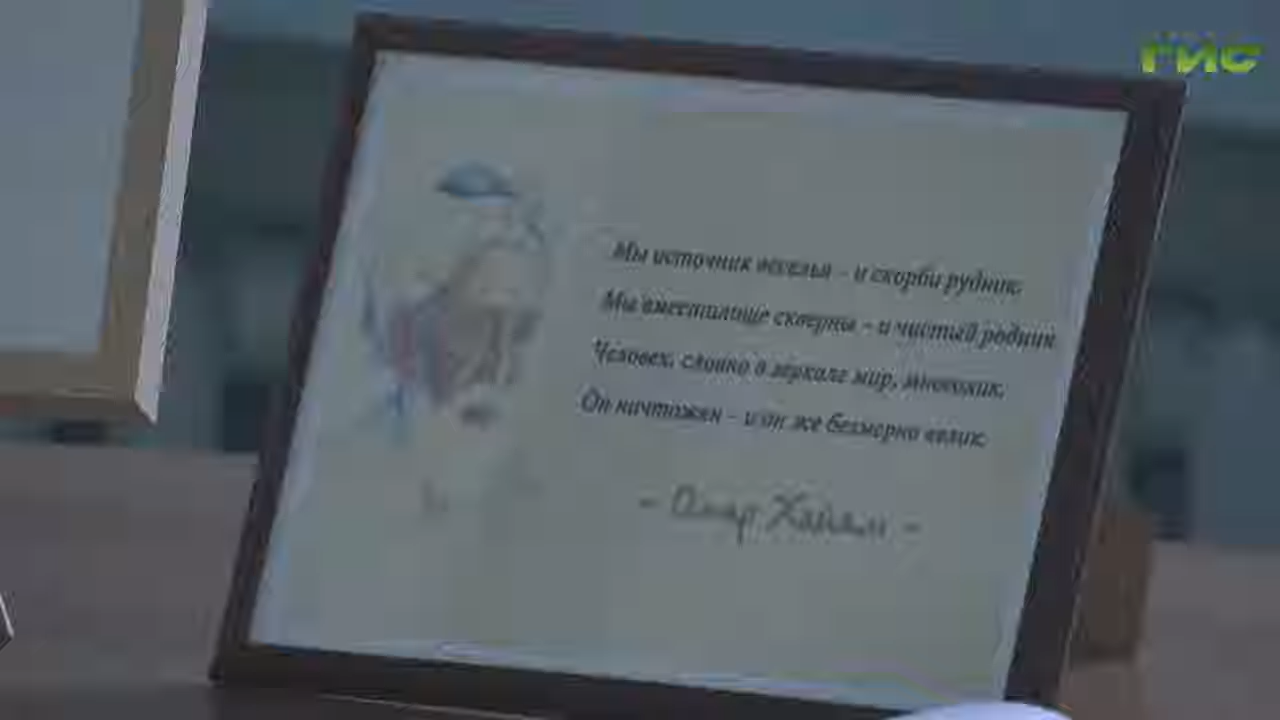 ГИС
Мы источник веселья - и скорби рудник.
Мы вместилище скверны - и чистый родник.
Человек, словно в зеркале мир, многолик.
Он ничтожен - и он же безмерно велик.
- Омар Хайям -